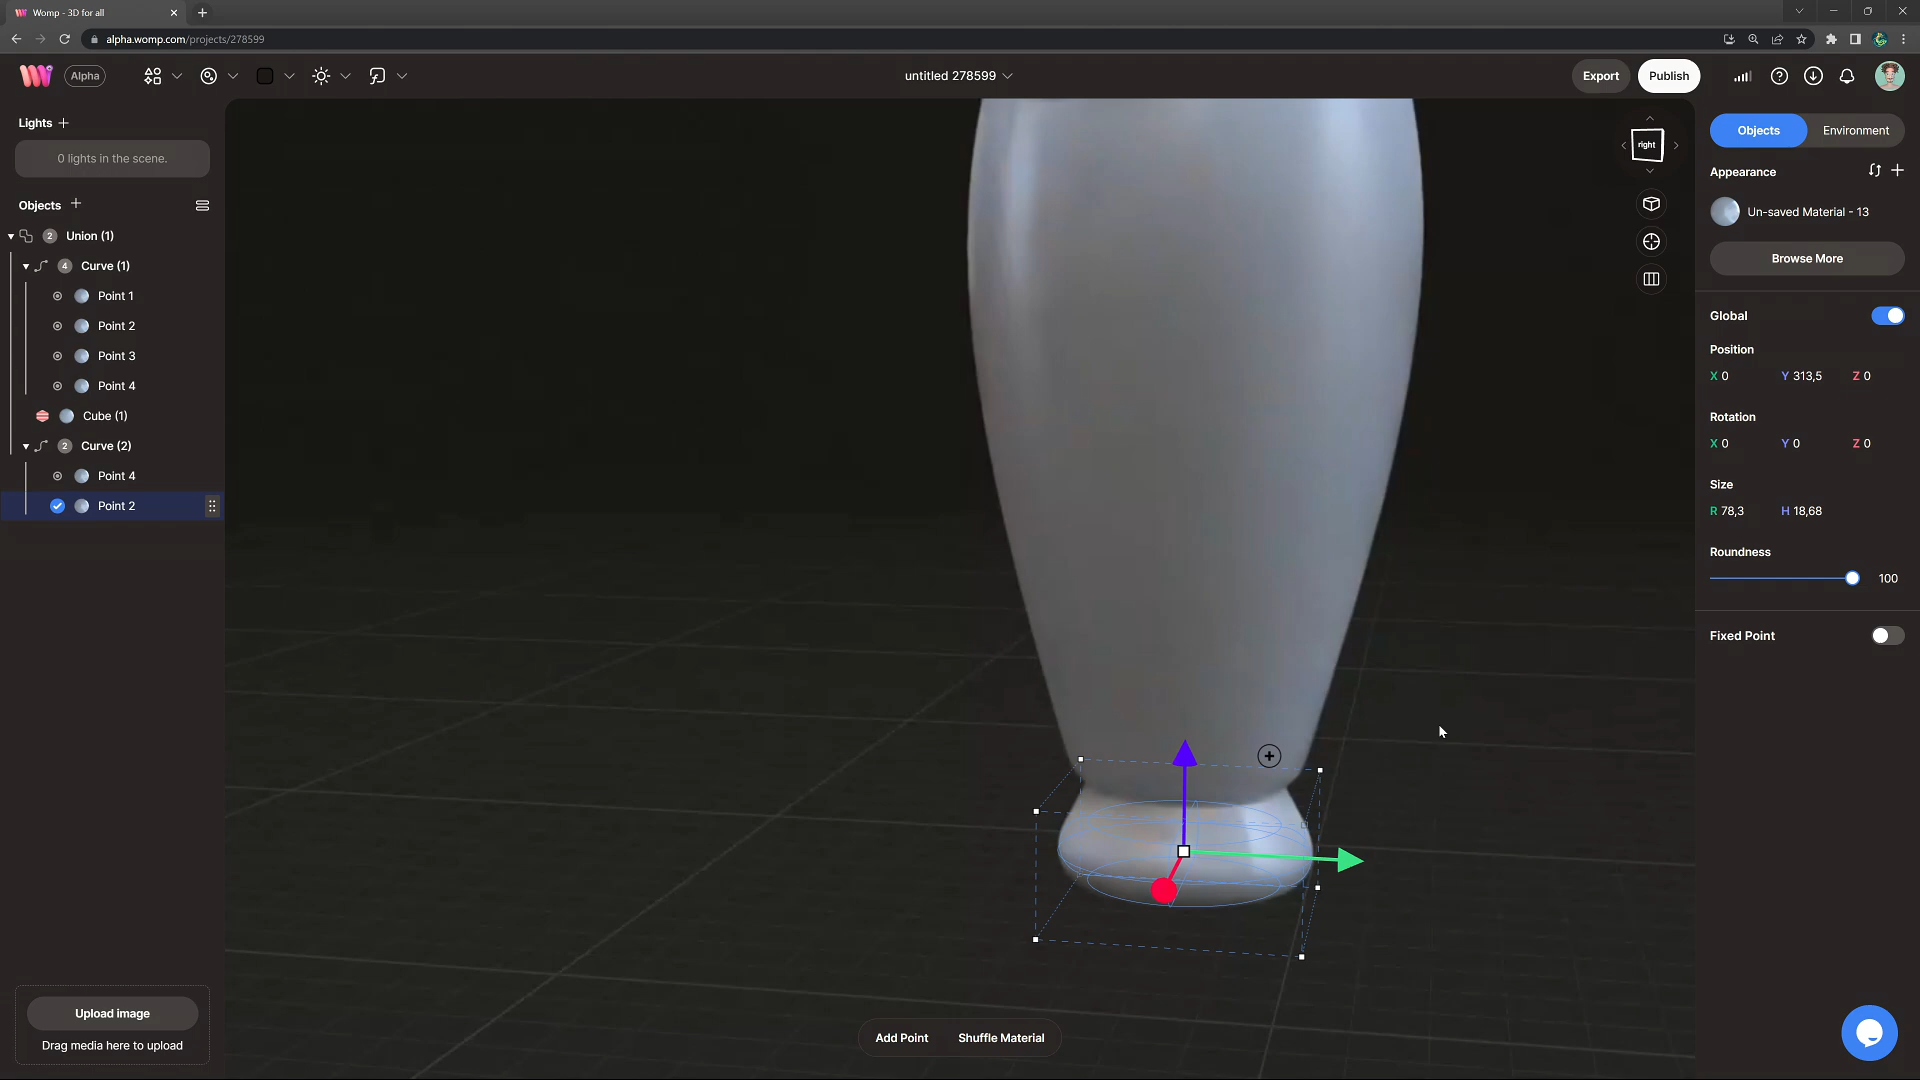 Womp - 3D for all
alpha.womp.com/projects/278599
Alpha
untitled 278599
Export
Publish
Lights
0 lights in the scene.
Objects
2 Union (1)
4 Curve (1)
Point 1
Point 2
Point 3
Point 4
Cube (1)
2 Curve (2)
Point 4
Point 2
Upload image
Drag media here to upload
right
Add Point
Shuffle Material
Objects
Environment
Appearance
Un-saved Material - 13
Browse More
Global
Position
X 0 Y 313,5 Z 0
Rotation
X 0 Y 0 Z 0
Size
R 78,3 H 18,68
Roundness
100
Fixed Point